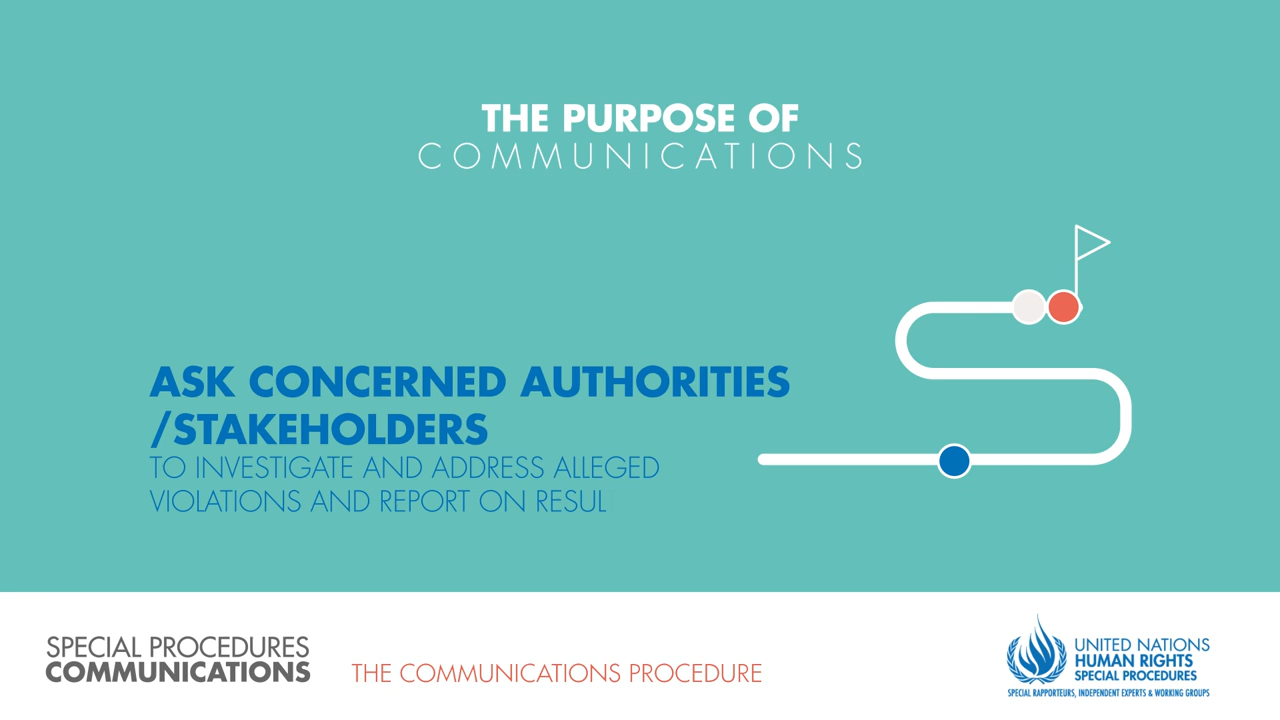 THE PURPOSE OF
COMMUNICATIONS
ASK CONCERNED AUTHORITIES
/STAKEHOLDERS
TO INVESTIGATE AND ADDRESS ALLEGED
VIOLATIONS AND REPORT ON RESUL
SPECIAL PROCEDURES
COMMUNICATIONS
THE COMMUNICATIONS PROCEDURE
UNITED NATIONS
HUMAN RIGHTS
SPECIAL PROCEDURES
SPECIAL RAPPORTEURS, INDEPENDENT EXPERTS & WORKING GROUPS